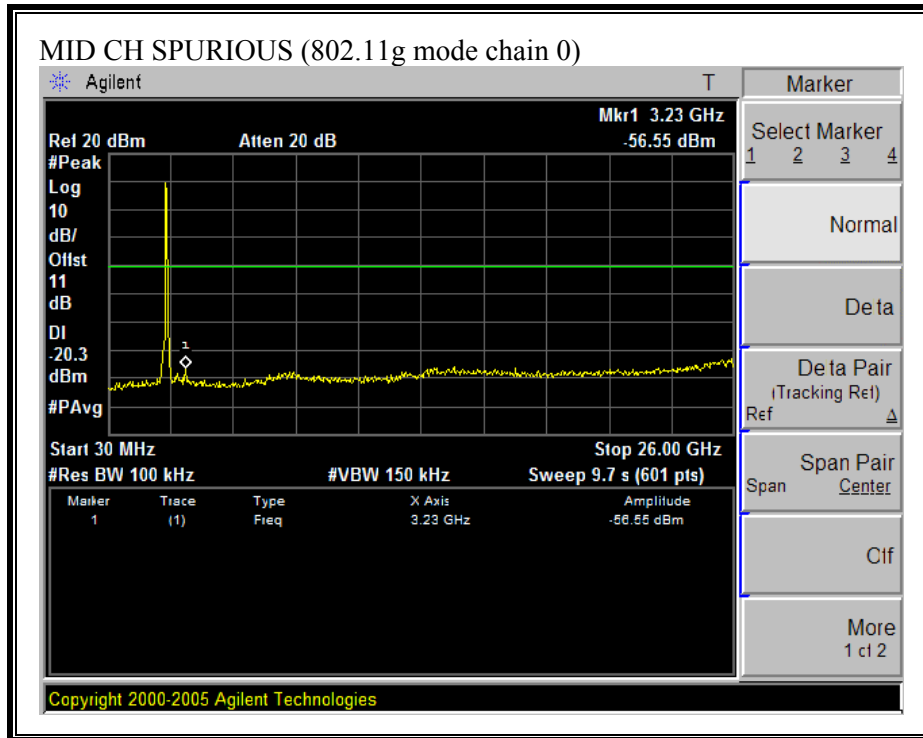 MID CH SPURIOUS (802.11g mode chain 0)
Agilent T
Mkr1 3.23 GHz
Ref 20 dBm Atten 20 dB -56.55 dBm
#Peak
Log
10
dB/
Offst
11
dB
DI
-20.3
dBm
#PAvg
1
Start 30 MHz Stop 26.00 GHz
#Res BW 100 kHz #VBW 150 kHz Sweep 9.7 s (601 pts)
Marker Trace Type X Axis Amplitude
1 (1) Freq 3.23 GHz -56.55 dBm
Copyright 2000-2005 Agilent Technologies
Marker
Select Marker
1 2 3 4
Normal
Delta
Delta Pair
(Tracking Ref)
Ref Δ
Span Pair
Span Center
Off
More
1 of 2